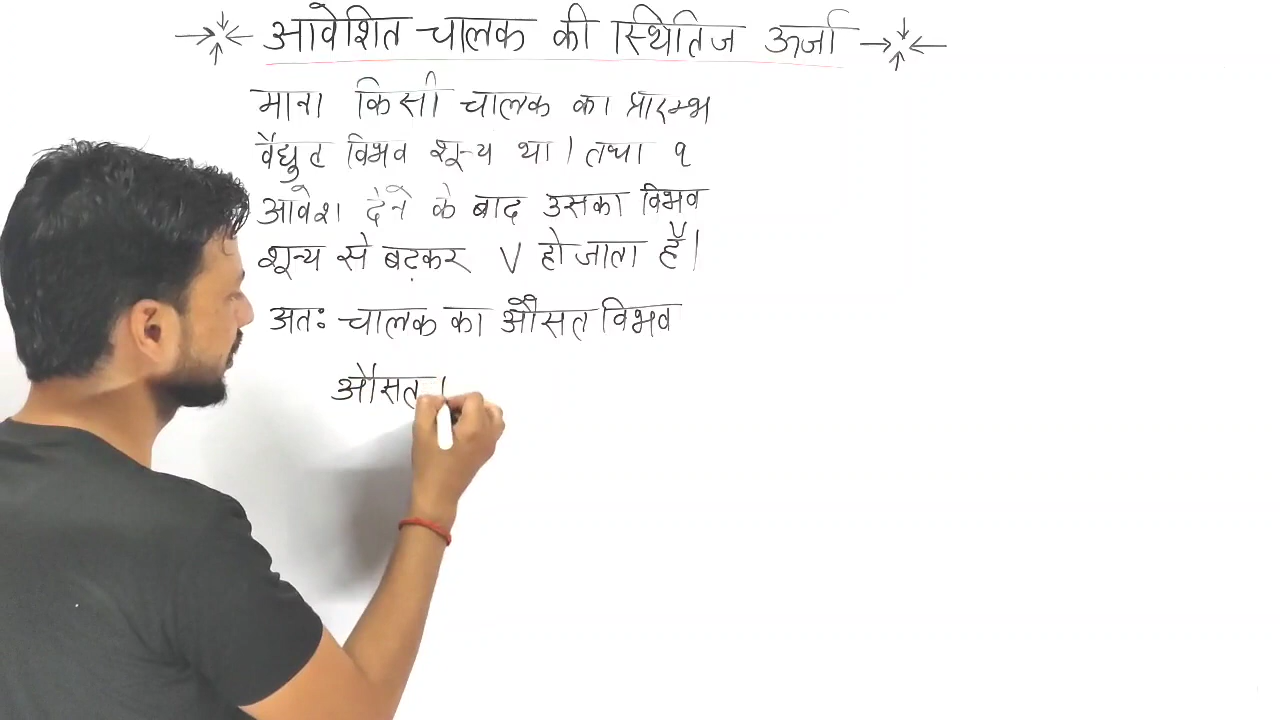 आवेशित चालक की स्थितिज ऊर्जा
माना किसी चालक का प्रारम्भ
वैद्युत विभव शून्य था। तथा q
आवेश देने के बाद उसका विभव
शून्य से बढ़कर V हो जाता है।
अतः चालक का औसत विभव
औसत